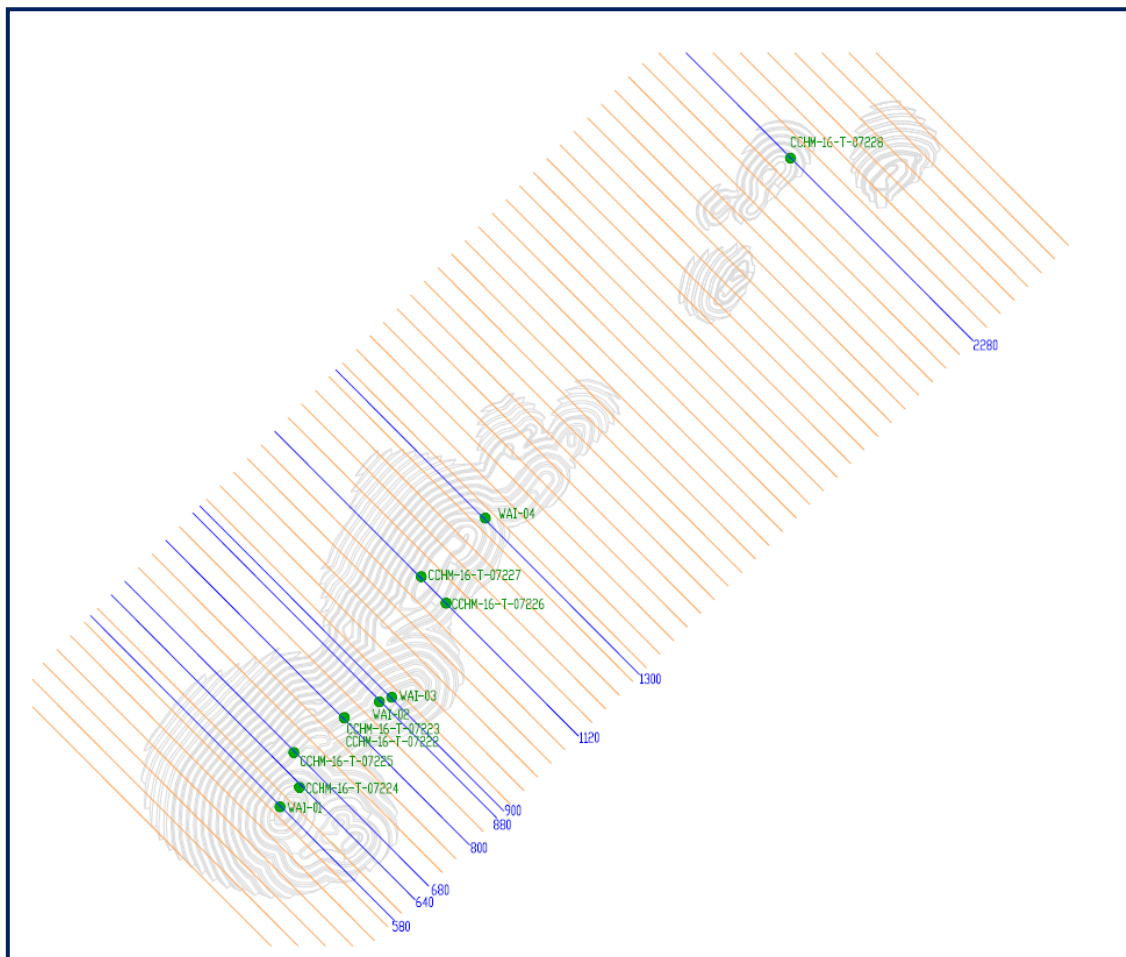 CCHM-16-T-07228
2280
WAI-04
CCHM-16-T-07227
CCHM-16-T-07226
1300
WAI-03
WAI-02
CCHM-16-T-07223
CCHM-16-T-07222
1120
CCHM-16-T-07225
CCHM-16-T-07224
WAI-01
900
880
800
680
640
580